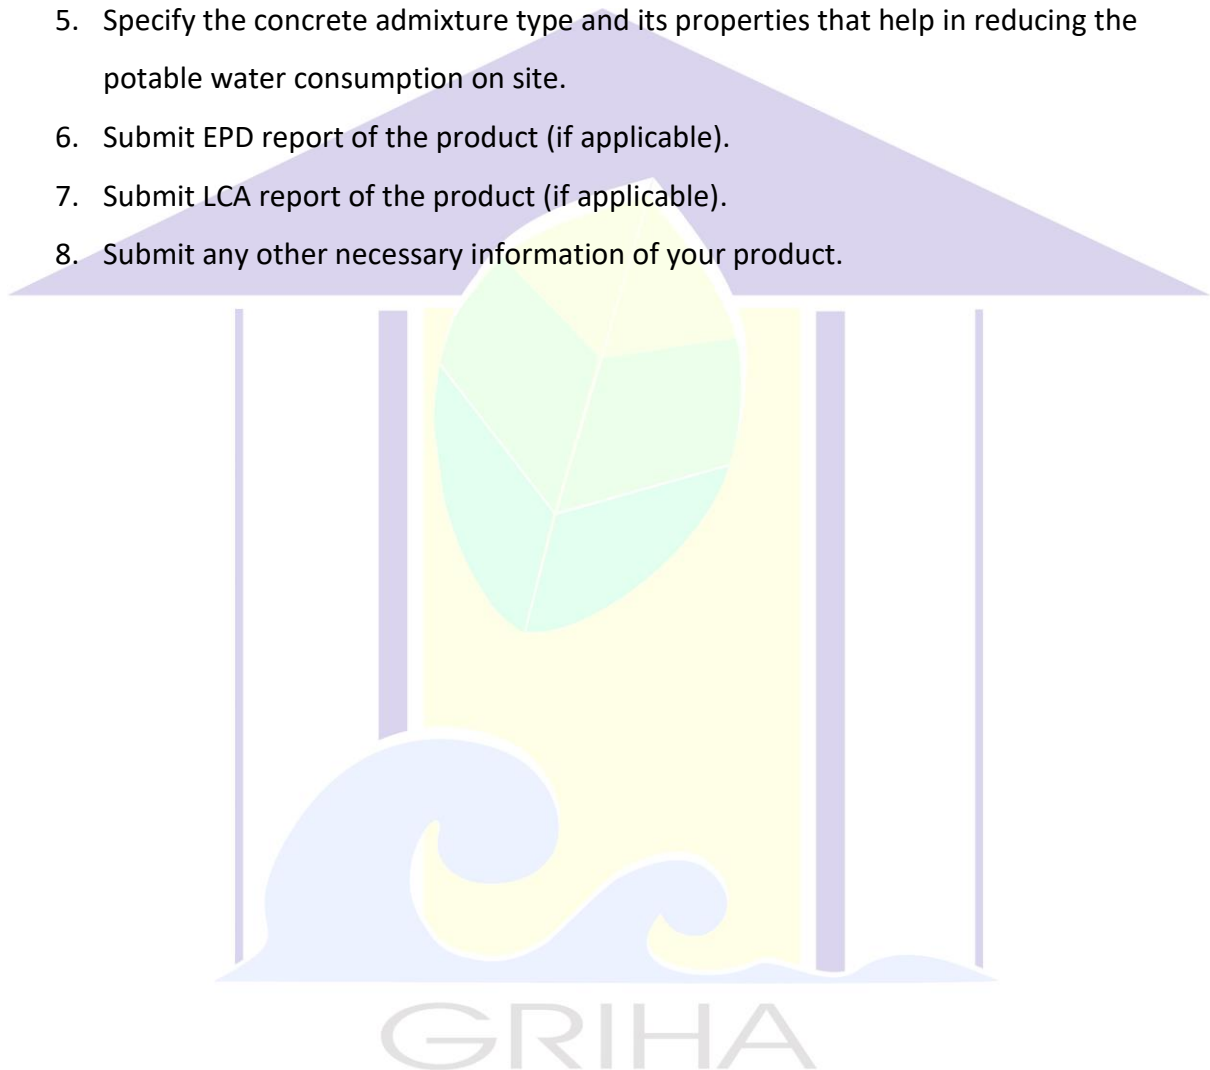 5. Specify the concrete admixture type and its properties that help in reducing the
potable water consumption on site.
6. Submit EPD report of the product (if applicable).
7. Submit LCA report of the product (if applicable).
8. Submit any other necessary information of your product.
GRIHA